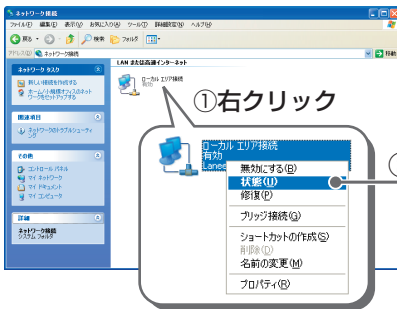 ネットワーク接続
ファイル(F) 編集(E) 表示(V) お気に入り(A) ツール(T) 詳細設定(N) ヘルプ(H)
戻る 検索 フォルダ
アドレス(D) ネットワーク接続 移動
ネットワーク タスク
新しい接続を作成する
ホーム/小規模オフィスのネット
ワークをセットアップする
関連項目
ネットワークのトラブルシューティ
ング
その他
コントロール パネル
マイ ネットワーク
マイ ドキュメント
マイ コンピュータ
詳細
ネットワーク接続
システム フォルダ
LAN または高速インターネット
ローカル エリア接続
有効
①右クリック
ローカル エリア接続
有効
無効にする(B)
状態(U)
修復(P)
ブリッジ接続(G)
ショートカットの作成(S)
削除(D)
名前の変更(M)
プロパティ(R)